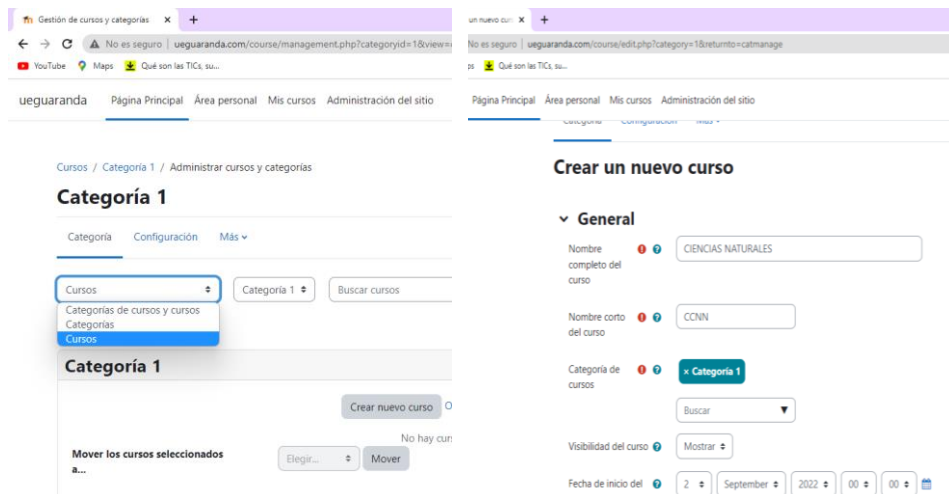 Gestión de cursos y categorías
No es seguro | ueguaranda.com/course/management.php?categoryid=1&view=
YouTube Maps Qué son las TICs, su...
ueguaranda Página Principal Área personal Mis cursos Administración del sitio
Cursos / Categoría 1 / Administrar cursos y categorías
Categoría 1
Categoría Configuración Más
Cursos Categoría 1 Buscar cursos
Categorías de cursos y cursos
Categorías
Cursos
Categoría 1
Crear nuevo curso O
No hay cur
Mover los cursos seleccionados
a...
Elegir... Mover
un nuevo
No es seguro | ueguaranda.com/course/edit.php?category=1&returnto=catmanage
ps Qué son las TICs, su...
Página Principal Área personal Mis cursos Administración del sitio
Categoría Configuración Más
Crear un nuevo curso
General
Nombre
completo del
curso
CIENCIAS NATURALES
Nombre corto
del curso
CCNN
Categoría de
cursos
× Categoría 1
Buscar
Visibilidad del curso Mostrar
Fecha de inicio del 2 September 2022 00 00